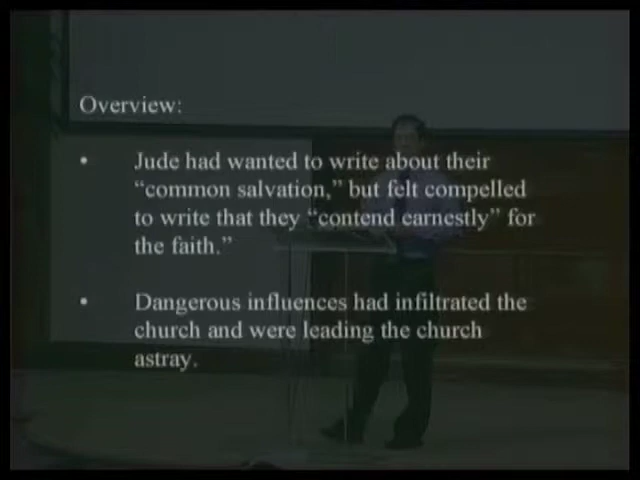 Overview:
• Jude had wanted to write about their
“common salvation,” but felt compelled
to write that they “contend earnestly” for
the faith.”
• Dangerous influences had infiltrated the
church and were leading the church
astray.